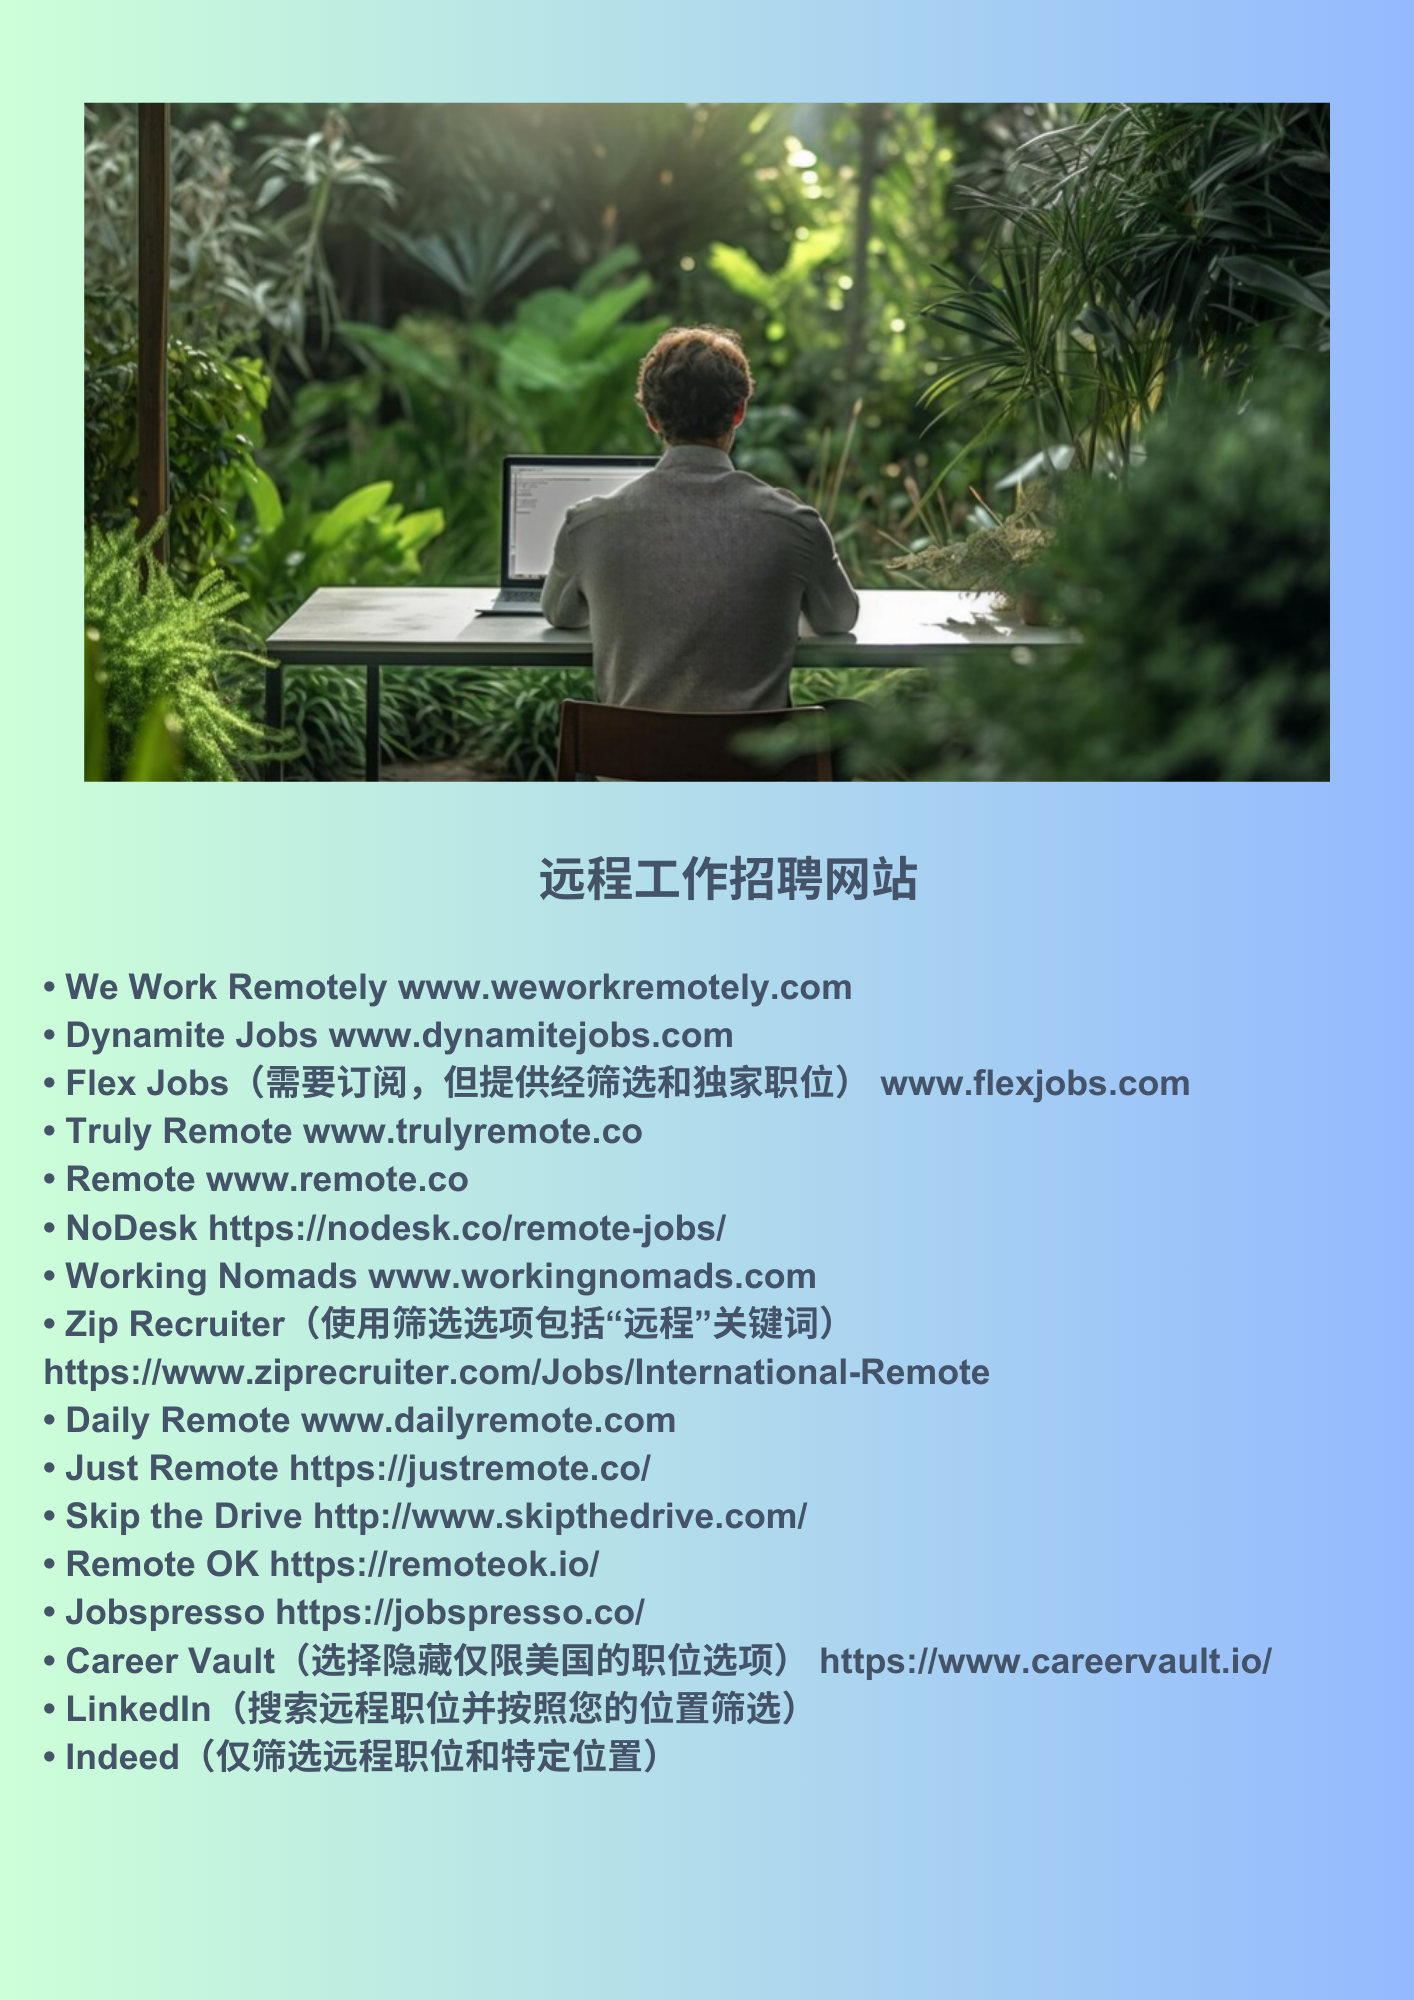 远程工作招聘网站
• We Work Remotely www.weworkremotely.com
• Dynamite Jobs www.dynamitejobs.com
• Flex Jobs（需要订阅，但提供经筛选和独家职位） www.flexjobs.com
• Truly Remote www.trulyremote.co
• Remote www.remote.co
• NoDesk https://nodesk.co/remote-jobs/
• Working Nomads www.workingnomads.com
• Zip Recruiter（使用筛选选项包括“远程”关键词）
https://www.ziprecruiter.com/Jobs/International-Remote
• Daily Remote www.dailyremote.com
• Just Remote https://justremote.co/
• Skip the Drive http://www.skipthedrive.com/
• Remote OK https://remoteok.io/
• Jobspresso https://jobspresso.co/
• Career Vault（选择隐藏仅限美国的职位选项） https://www.careervault.io/
• LinkedIn（搜索远程职位并按照您的位置筛选）
• Indeed（仅筛选远程职位和特定位置）